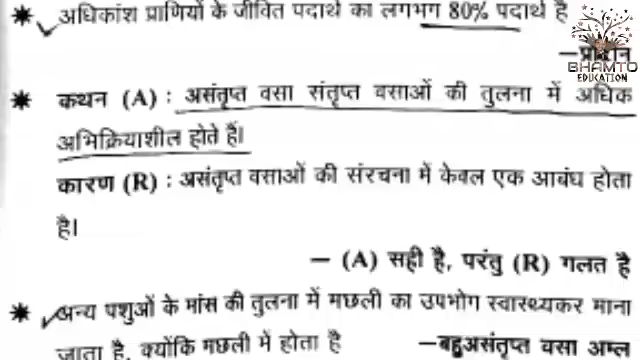 * अधिकांश प्राणियों के जीवित पदार्थ का लगभग 80% पदार्थ है
BHAMTO
EDUCATION
* कथन (A) : असंतृप्त वसा संतृप्त वसाओं की तुलना में अधिक
अभिक्रियाशील होते हैं।
कारण (R) : असंतृप्त वसाओं की संरचना में केवल एक आबंध होता
है।
– (A) सही है, परंतु (R) गलत है
* अन्य पशुओं के मांस की तुलना में मछली का उपभोग स्वास्थ्यकर माना
जाता है, क्योंकि मछली में होता है –बहुअसंतृप्त वसा अम्ल